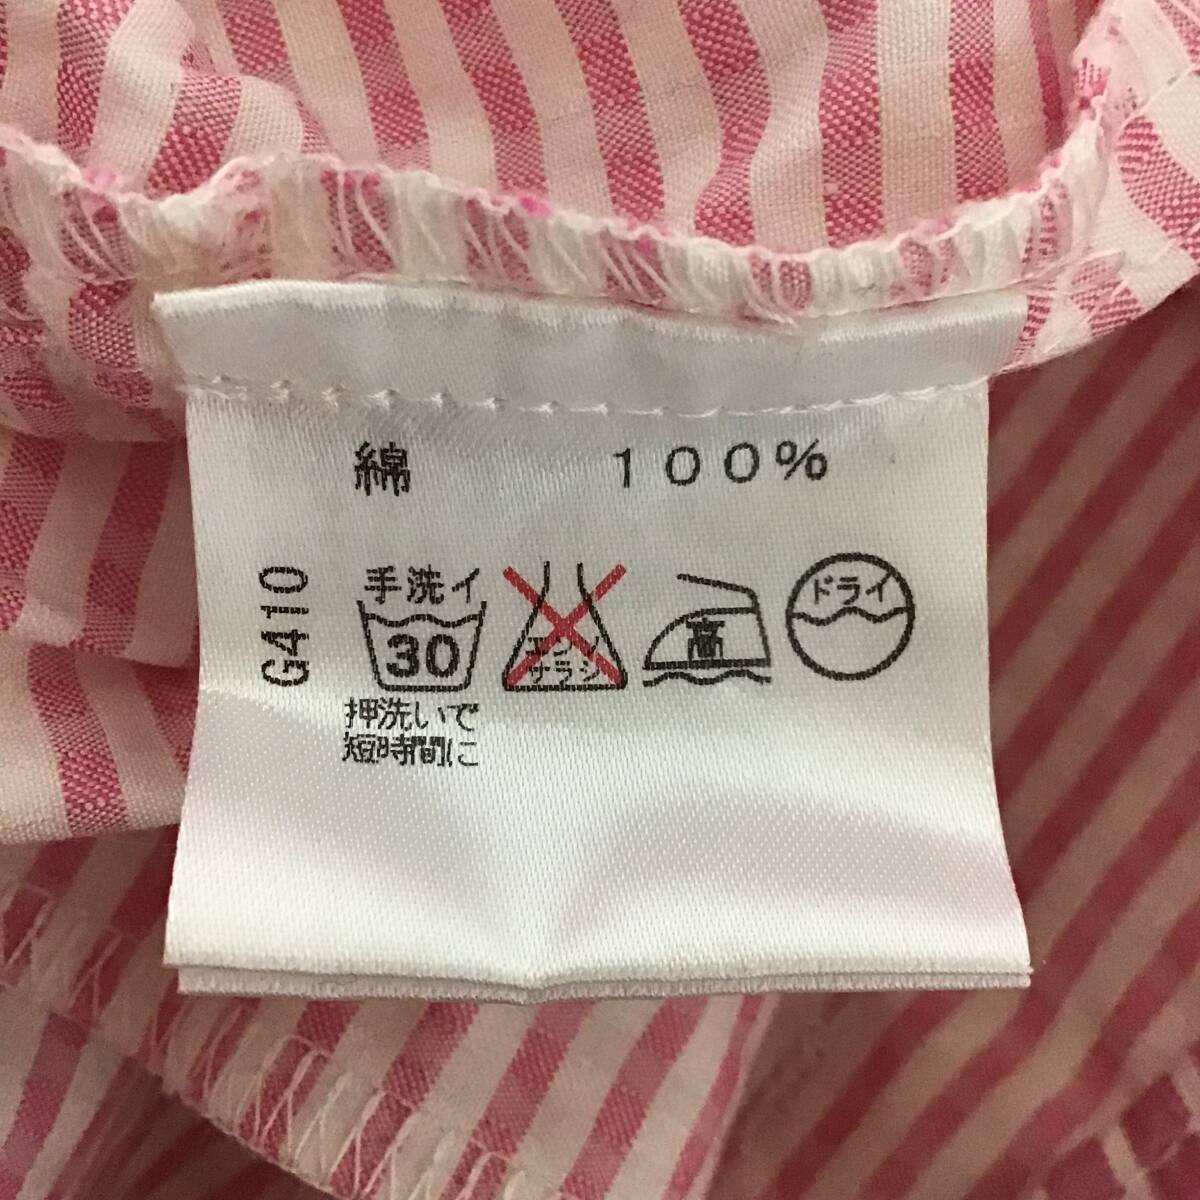 綿 １００％
G410
手洗イ
30
エンソ
サラシ
高
ドライ
押洗いで
短時間に